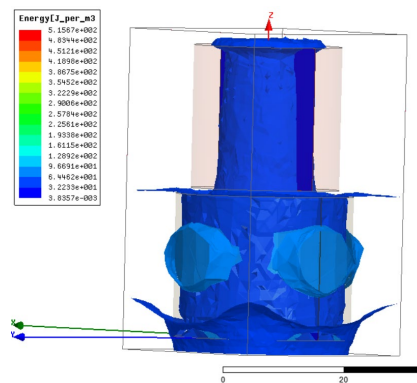 Energy[J_per_m3
5.1567e+002
4.8344e+002
4.5121e+002
4.1898e+002
3.8675e+002
3.5452e+002
3.2229e+002
2.9006e+002
2.5784e+002
2.2561e+002
1.9338e+002
1.6115e+002
1.2892e+002
9.6691e+001
6.4462e+001
3.2233e+001
3.8357e-003
Z
X
Y
0
20